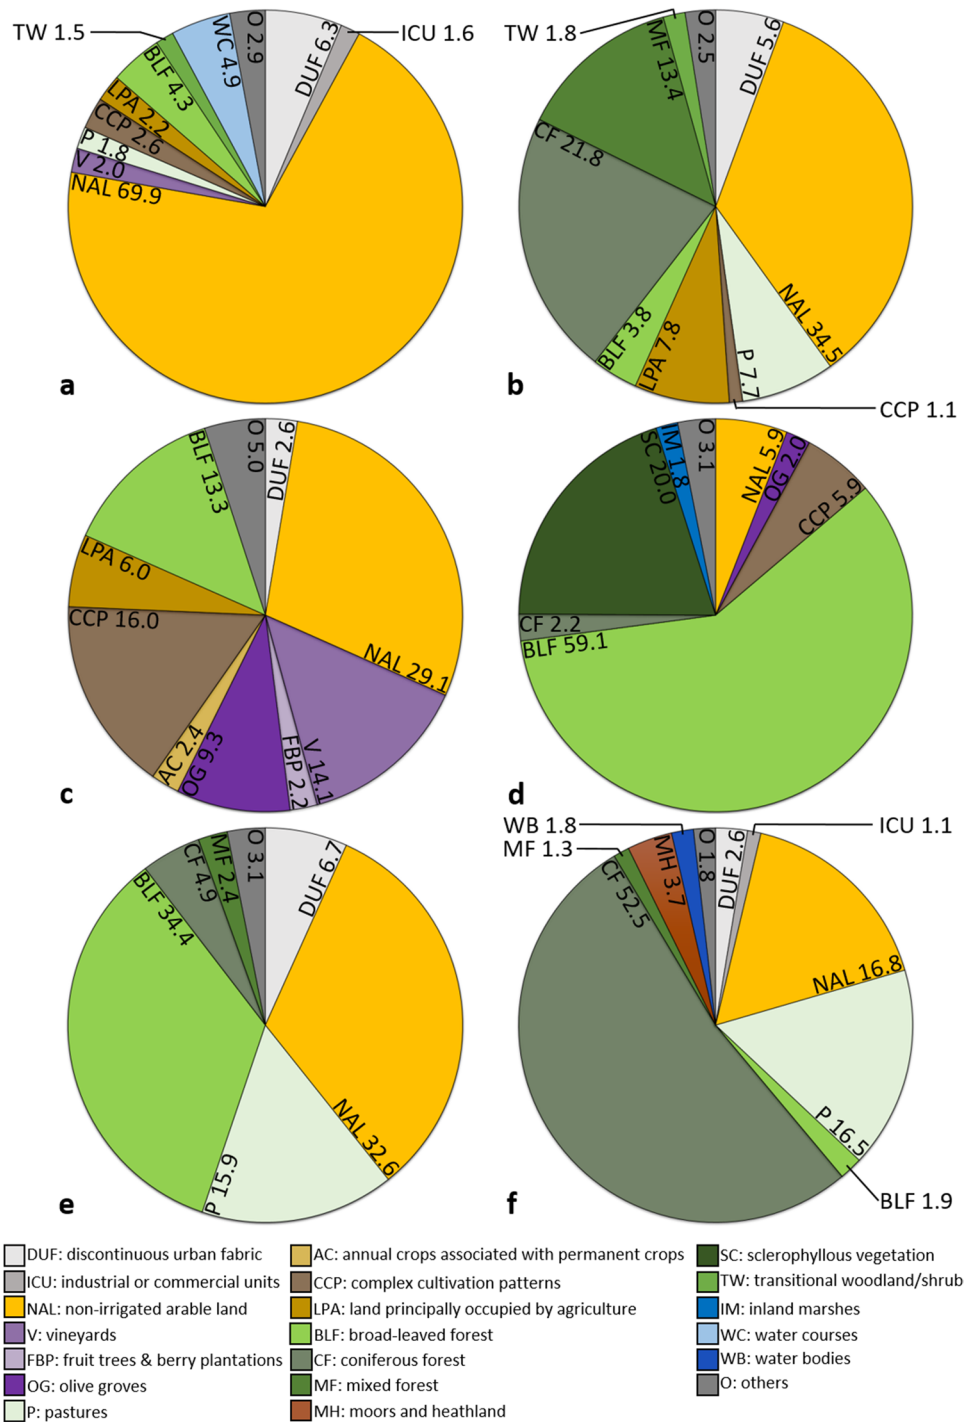 TW 1.5
BLF 4.3
WC 4.9
O 2.9
DUF 6.3
ICU 1.6
LPA 2.2
CCP 2.6
P 1.8
V 2.0
NAL 69.9
a
TW 1.8
MF 13.4
O 2.5
DUF 5.6
CF 21.8
NAL 34.5
BLF 3.8
LPA 7.8
P 7.7
CCP 1.1
b
BLF 13.3
O 5.0
DUF 2.6
LPA 6.0
CCP 16.0
NAL 29.1
AC 2.4
OG 9.3
FBP 2.2
V 14.1
c
SC 20.0
IM 1.8
O 3.1
NAL 5.9
OG 2.0
CCP 5.9
CF 2.2
BLF 59.1
d
BLF 34.4
CF 4.9
MF 2.4
O 3.1
DUF 6.7
NAL 32.6
P 15.9
e
WB 1.8
MF 1.3
CF 52.5
MH 3.7
O 1.8
DUF 2.6
ICU 1.1
NAL 16.8
P 16.5
BLF 1.9
f
DUF: discontinuous urban fabric
ICU: industrial or commercial units
NAL: non-irrigated arable land
V: vineyards
FBP: fruit trees & berry plantations
OG: olive groves
P: pastures
AC: annual crops associated with permanent crops
CCP: complex cultivation patterns
LPA: land principally occupied by agriculture
BLF: broad-leaved forest
CF: coniferous forest
MF: mixed forest
MH: moors and heathland
SC: sclerophyllous vegetation
TW: transitional woodland/shrub
IM: inland marshes
WC: water courses
WB: water bodies
O: others